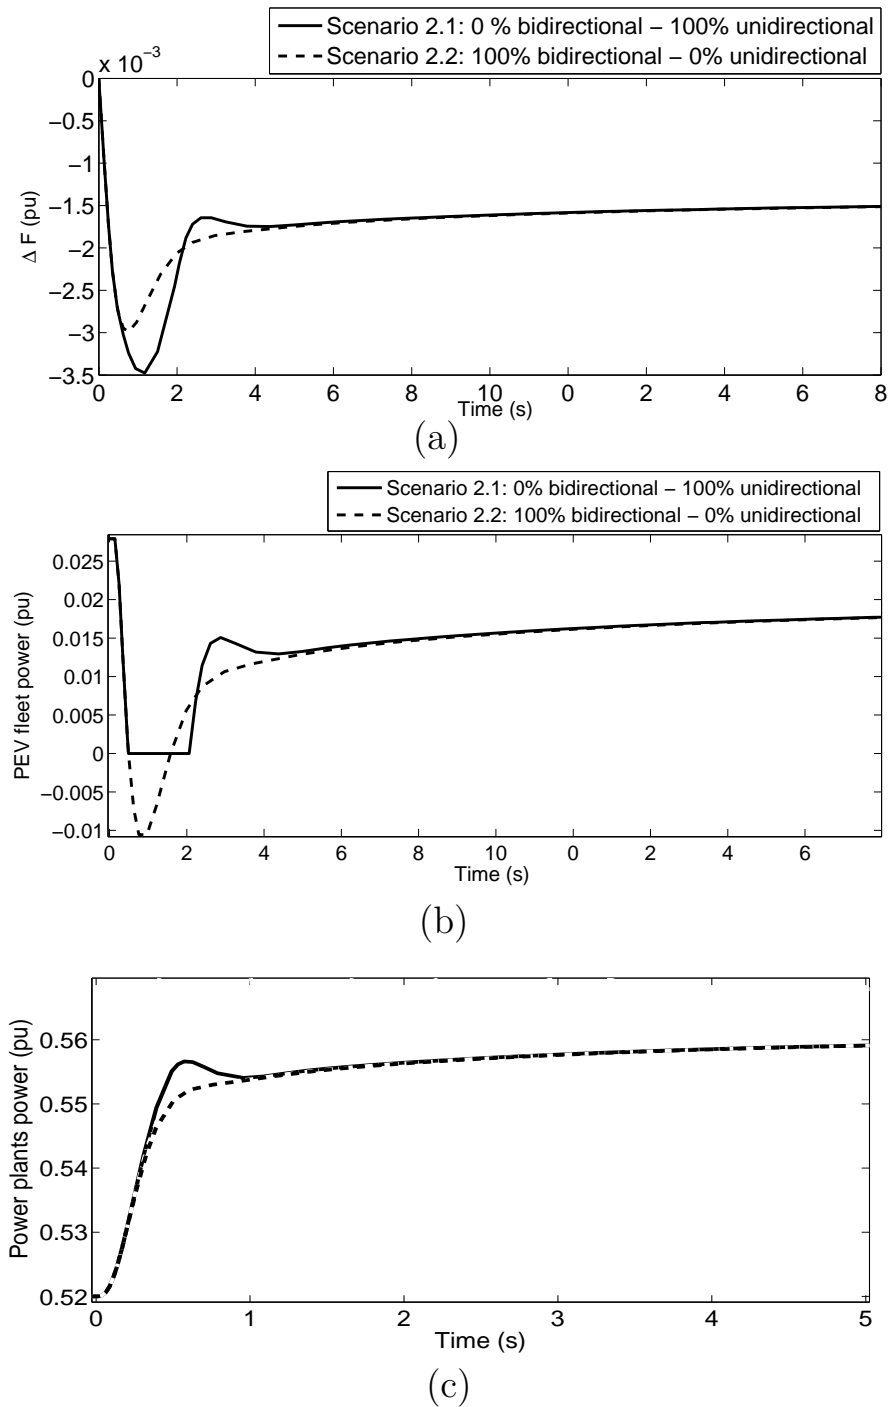 Scenario 2.1: 0 % bidirectional − 100% unidirectional
Scenario 2.2: 100% bidirectional − 0% unidirectional
x 10−3
0
−0.5
−1
−1.5
−2
−2.5
−3
−3.5
Δ F (pu)
0 2 4 6 8 10 0 2 4 6 8
Time (s)
(a)
Scenario 2.1: 0% bidirectional − 100% unidirectional
Scenario 2.2: 100% bidirectional − 0% unidirectional
0.025
0.02
0.015
0.01
0.005
0
−0.005
−0.01
PEV fleet power (pu)
0 2 4 6 8 10 0 2 4 6
Time (s)
(b)
0.56
0.55
0.54
0.53
0.52
Power plants power (pu)
0 1 2 3 4 5
Time (s)
(c)